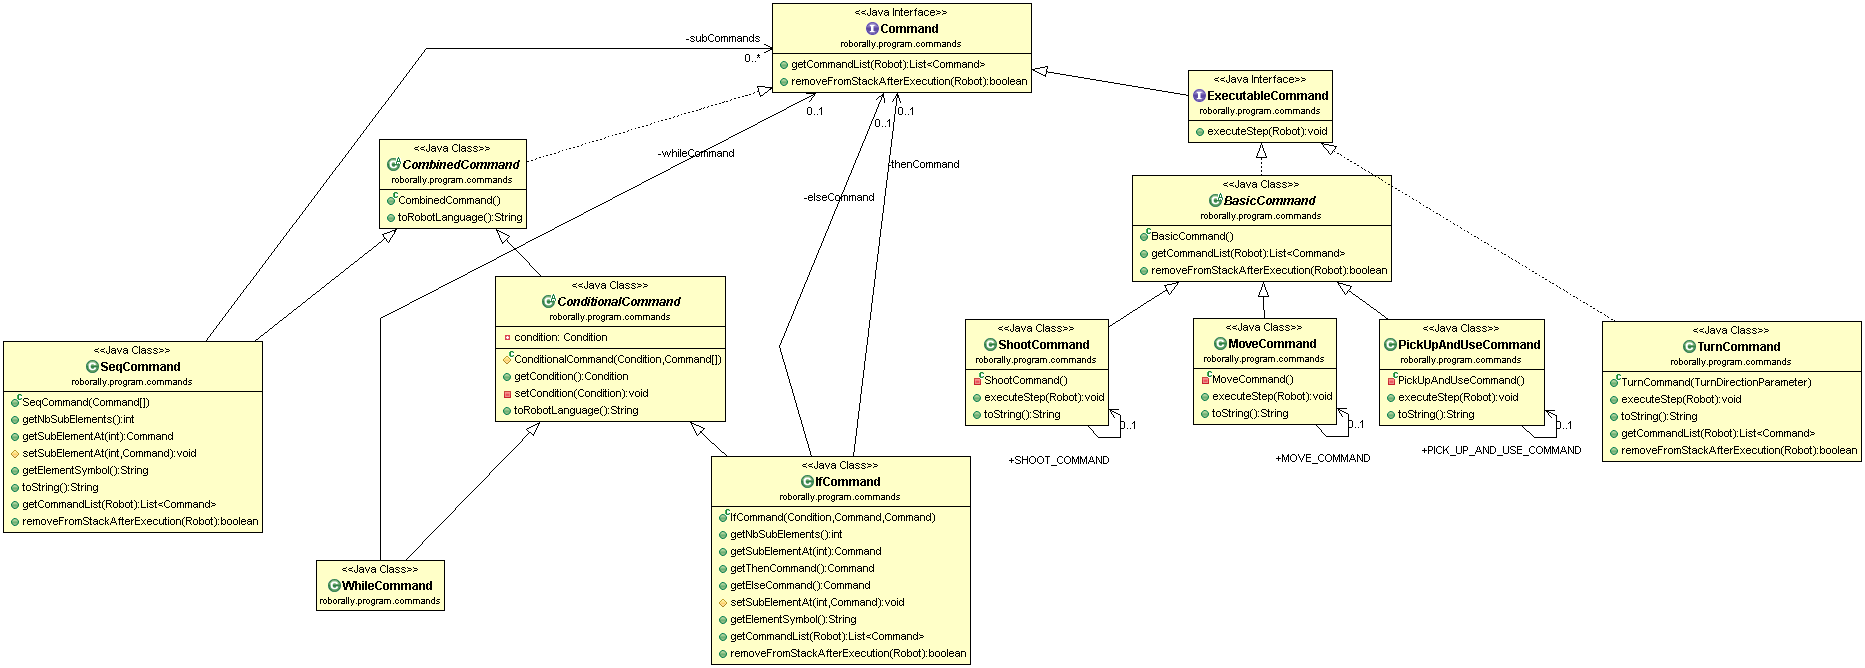 <<Java Interface>>
Command
roborally.program.commands
getCommandList(Robot):List<Command>
removeFromStackAfterExecution(Robot):boolean
-subCommands
0..*
0..1
0..1
0..1
<<Java Interface>>
ExecutableCommand
roborally.program.commands
executeStep(Robot):void
<<Java Class>>
CombinedCommand
roborally.program.commands
CombinedCommand()
toRobotLanguage():String
-whileCommand
-thenCommand
-elseCommand
<<Java Class>>
BasicCommand
roborally.program.commands
BasicCommand()
getCommandList(Robot):List<Command>
removeFromStackAfterExecution(Robot):boolean
<<Java Class>>
ConditionalCommand
roborally.program.commands
condition: Condition
ConditionalCommand(Condition,Command[])
getCondition():Condition
setCondition(Condition):void
toRobotLanguage():String
<<Java Class>>
SeqCommand
roborally.program.commands
SeqCommand(Command[])
getNbSubElements():int
getSubElementAt(int):Command
setSubElementAt(int,Command):void
getElementSymbol():String
toString():String
getCommandList(Robot):List<Command>
removeFromStackAfterExecution(Robot):boolean
<<Java Class>>
ShootCommand
roborally.program.commands
ShootCommand()
executeStep(Robot):void
toString():String
0..1
+SHOOT_COMMAND
<<Java Class>>
MoveCommand
roborally.program.commands
MoveCommand()
executeStep(Robot):void
toString():String
0..1
+MOVE_COMMAND
<<Java Class>>
PickUpAndUseCommand
roborally.program.commands
PickUpAndUseCommand()
executeStep(Robot):void
toString():String
0..1
+PICK_UP_AND_USE_COMMAND
<<Java Class>>
TurnCommand
roborally.program.commands
TurnCommand(TurnDirectionParameter)
executeStep(Robot):void
toString():String
getCommandList(Robot):List<Command>
removeFromStackAfterExecution(Robot):boolean
<<Java Class>>
WhileCommand
roborally.program.commands
<<Java Class>>
IfCommand
roborally.program.commands
IfCommand(Condition,Command,Command)
getNbSubElements():int
getSubElementAt(int):Command
getThenCommand():Command
getElseCommand():Command
setSubElementAt(int,Command):void
getElementSymbol():String
getCommandList(Robot):List<Command>
removeFromStackAfterExecution(Robot):boolean